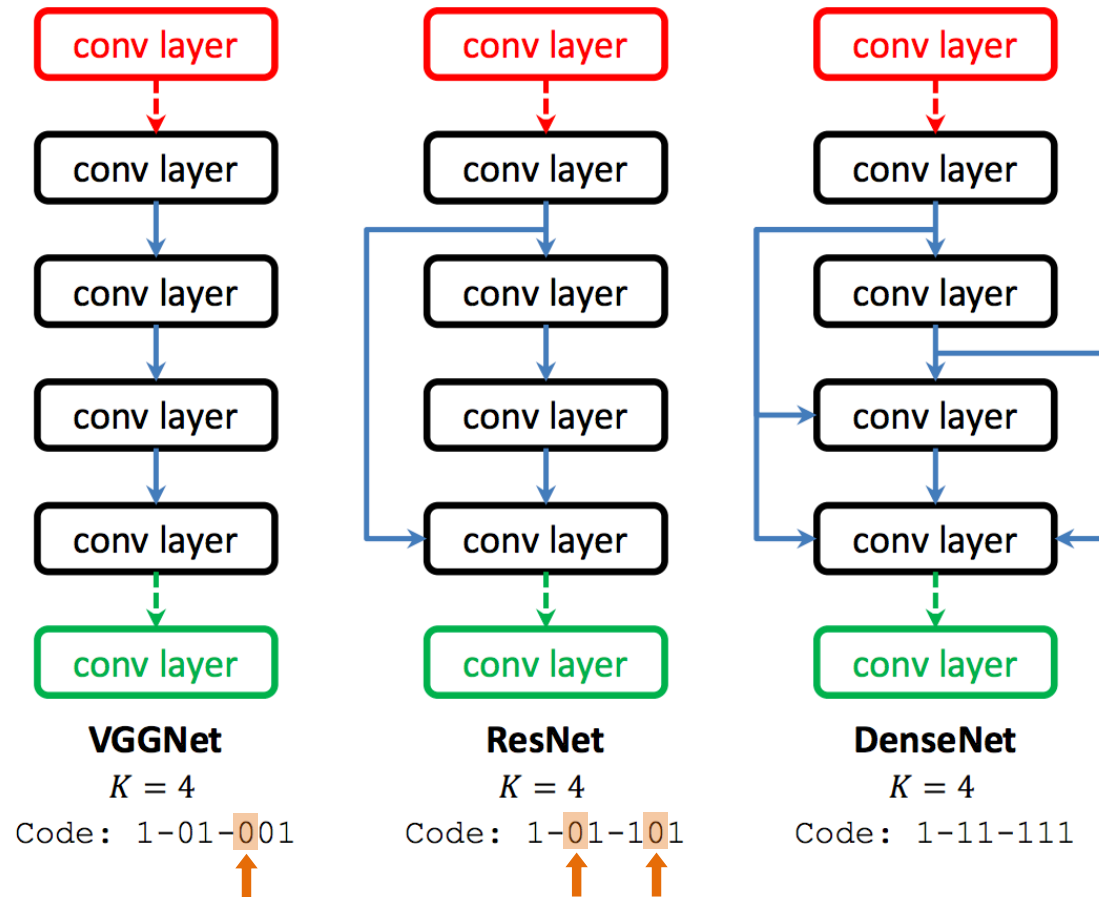 conv layer
conv layer
conv layer
conv layer
conv layer
conv layer
VGGNet
K = 4
Code: 1-01-001
conv layer
conv layer
conv layer
conv layer
conv layer
conv layer
ResNet
K = 4
Code: 1-01-101
conv layer
conv layer
conv layer
conv layer
conv layer
conv layer
DenseNet
K = 4
Code: 1-11-111